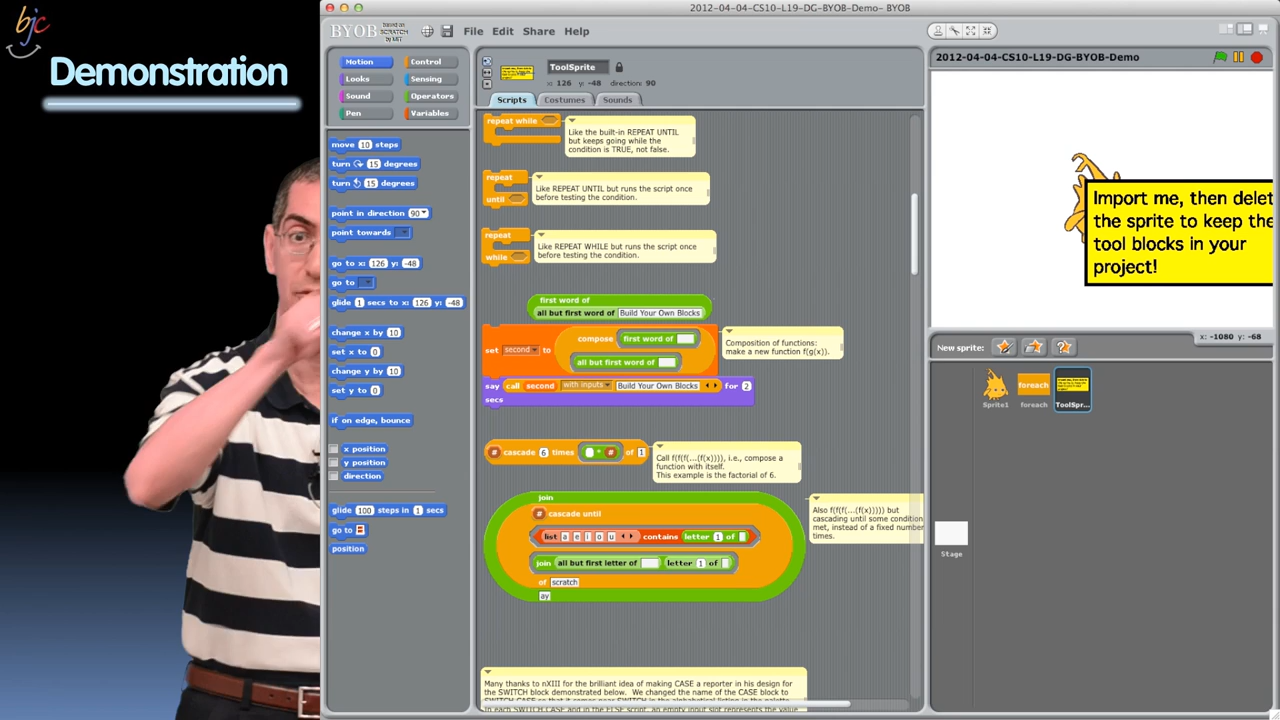 bjc
Demonstration
2012-04-04-CS10-L19-DG-BYOB-Demo- BYOB
BYOB
based on
SCRATCH
by MIT
File Edit Share Help
Motion Control
Looks Sensing
Sound Operators
Pen Variables
move 10 steps
turn 15 degrees
turn 15 degrees
point in direction 90
point towards
go to x: 126 y: -48
go to
glide 1 secs to x: 126 y: -48
change x by 10
set x to 0
change y by 10
set y to 0
if on edge, bounce
x position
y position
direction
glide 100 steps in 1 secs
go to
position
ToolSprite
x: 126 y: -48 direction: 90
Scripts Costumes Sounds
repeat while
Like the built-in REPEAT UNTIL
but keeps going while the
condition is TRUE, not false.
repeat
until
Like REPEAT UNTIL but runs the script once
before testing the condition.
repeat
while
Like REPEAT WHILE but runs the script once
before testing the condition.
first word of
all but first word of Build Your Own Blocks
set second to compose first word of
all but first word of
Composition of functions:
make a new function f(g(x)).
say call second with inputs Build Your Own Blocks for 2
secs
# cascade 6 times * # of 1
Call f(f(f(...(f(x)))), i.e., compose a
function with itself.
This example is the factorial of 6.
join
# cascade until
list a e i o u contains letter 1 of
join all but first letter of letter 1 of
of scratch
ay
Also f(f(f(...(f(x))))) but
cascading until some condition
met, instead of a fixed number
times.
Many thanks to nXIII for the brilliant idea of making CASE a reporter in his design for
the SWITCH block demonstrated below. We changed the name of the CASE block to
2012-04-04-CS10-L19-DG-BYOB-Demo
Import me, then delet
the sprite to keep the
tool blocks in your
project!
x: -1080 y: -68
New sprite:
Sprite1 foreach foreach ToolSpr...
Stage